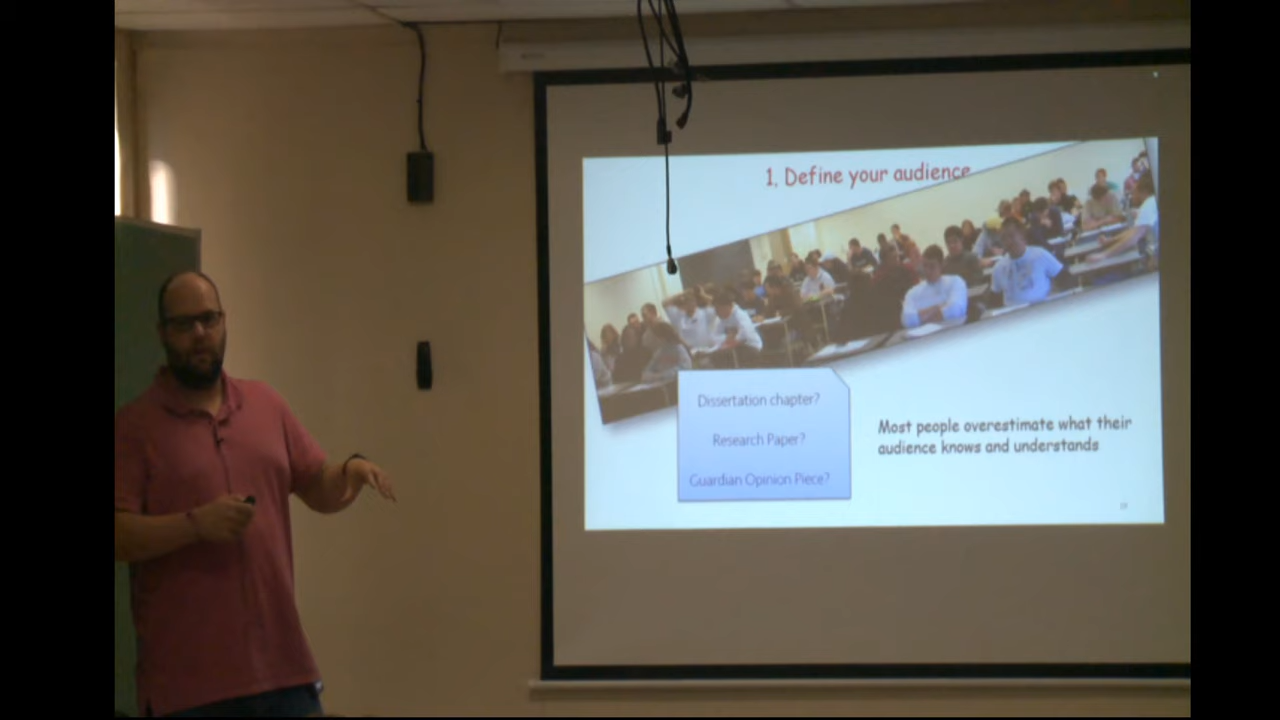 1. Define your audience
Dissertation chapter?
Research Paper?
Guardian Opinion Piece?
Most people overestimate what their
audience knows and understands